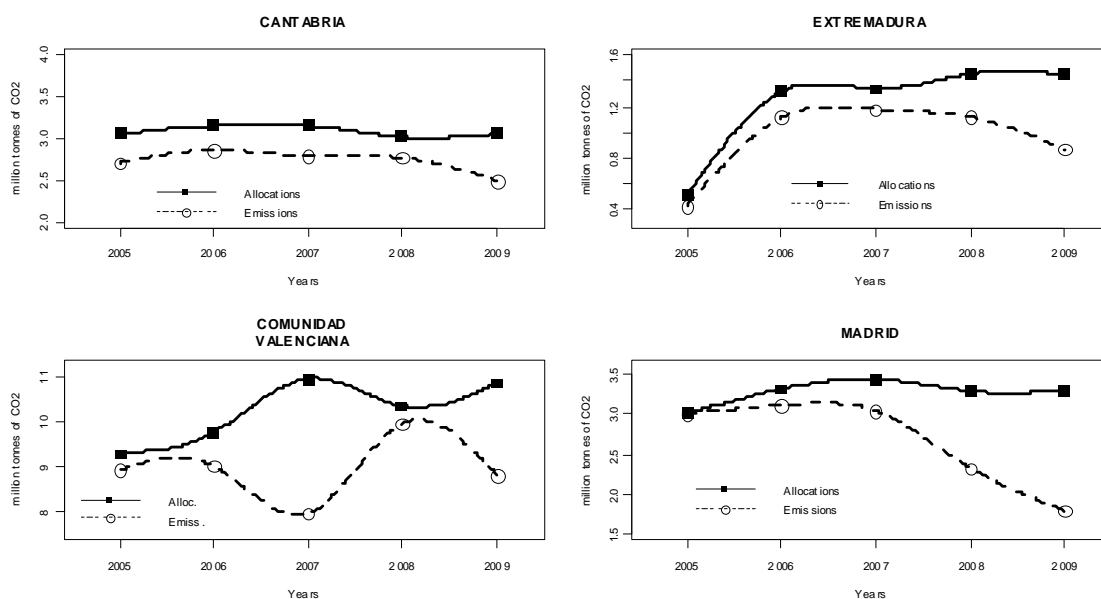 CANTABRIA
million tonnes of CO2
4.0
3.5
3.0
2.5
2.0
Allocations
Emissions
2005 2006 2007 2008 2009
Years
EXTREMADURA
million tonnes of CO2
1.6
1.2
0.8
0.4
Allocations
Emissions
2005 2006 2007 2008 2009
Years
COMUNIDAD
VALENCIANA
million tonnes of CO2
11
10
9
8
Alloc.
Emiss.
2005 2006 2007 2008 2009
Years
MADRID
million tonnes of CO2
3.5
3.0
2.5
2.0
1.5
Allocations
Emissions
2005 2006 2007 2008 2009
Years